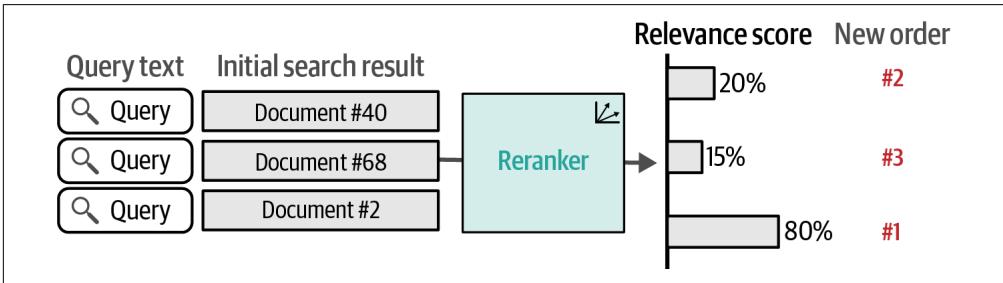 Relevance score New order
Query text Initial search result
Query Document #40 20% #2
Query Document #68 Reranker 15% #3
Query Document #2 80% #1